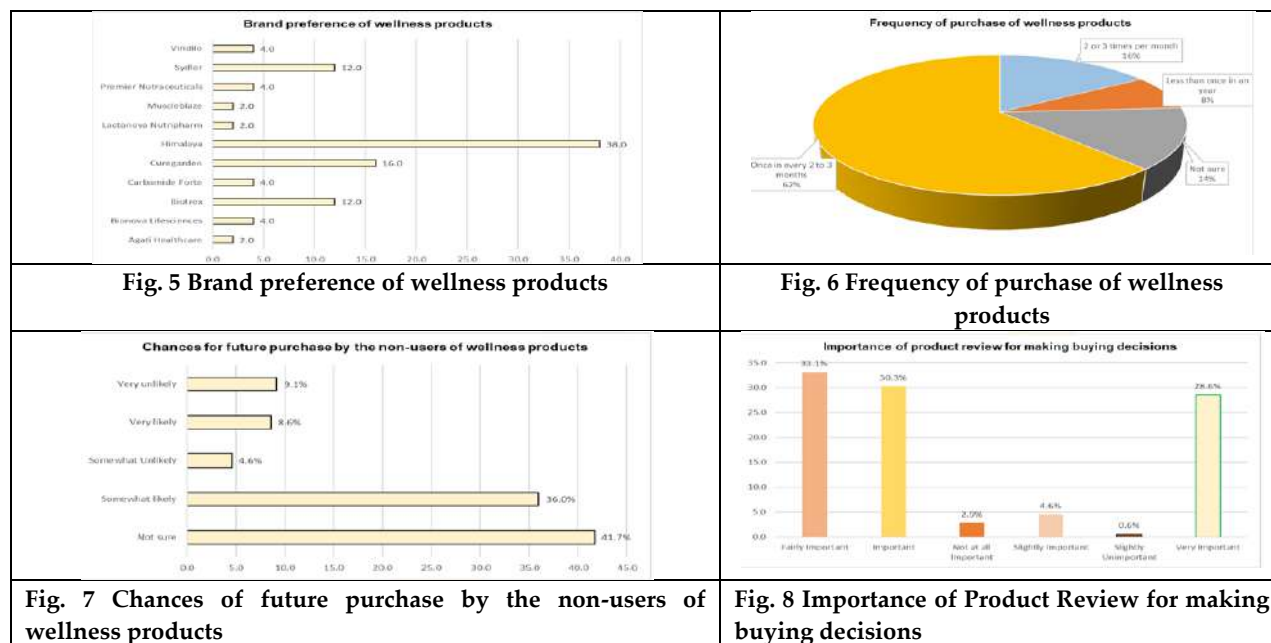 Brand preference of wellness products
Vindilo 4.0
Sydler 12.0
Premier Nutraceuticals 4.0
Muscleblaze 2.0
Lactonova Nutripharm 2.0
Himalaya 38.0
Curegarden 16.0
Carbamide Forte 4.0
Biotrex 12.0
Bionova Lifesciences 4.0
Agati Healthcare 2.0
0.0 5.0 10.0 15.0 20.0 25.0 30.0 35.0 40.0
Fig. 5 Brand preference of wellness products
Frequency of purchase of wellness products
2 or 3 times per month
16%
Less than once in an
year
8%
Not sure
14%
Once in every 2 to 3
months
62%
Fig. 6 Frequency of purchase of wellness
products
Chances for future purchase by the non-users of wellness products
Very unlikely 9.1%
Very likely 8.6%
Somewhat Unlikely 4.6%
Somewhat likely 36.0%
Not sure 41.7%
0.0 5.0 10.0 15.0 20.0 25.0 30.0 35.0 40.0 45.0
Fig. 7 Chances of future purchase by the non-users of
wellness products
Importance of product review for making buying decisions
35.0
30.0
25.0
20.0
15.0
10.0
5.0
0.0
33.1% 30.3% 2.9% 4.6% 0.6% 28.6%
Fairly Important Important Not at all Slightly Important Slightly Very Important
Important Unimportant
Fig. 8 Importance of Product Review for making
buying decisions